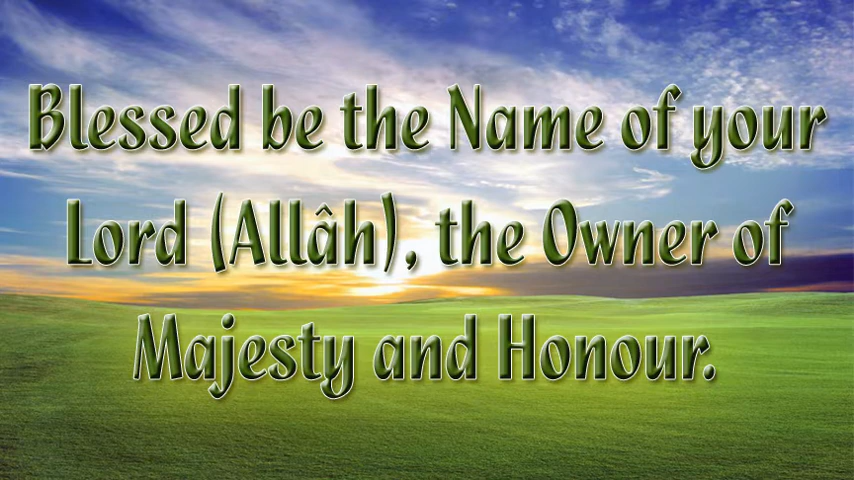 Blessed be the Name of your
Lord (Allâh), the Owner of
Majesty and Honour.